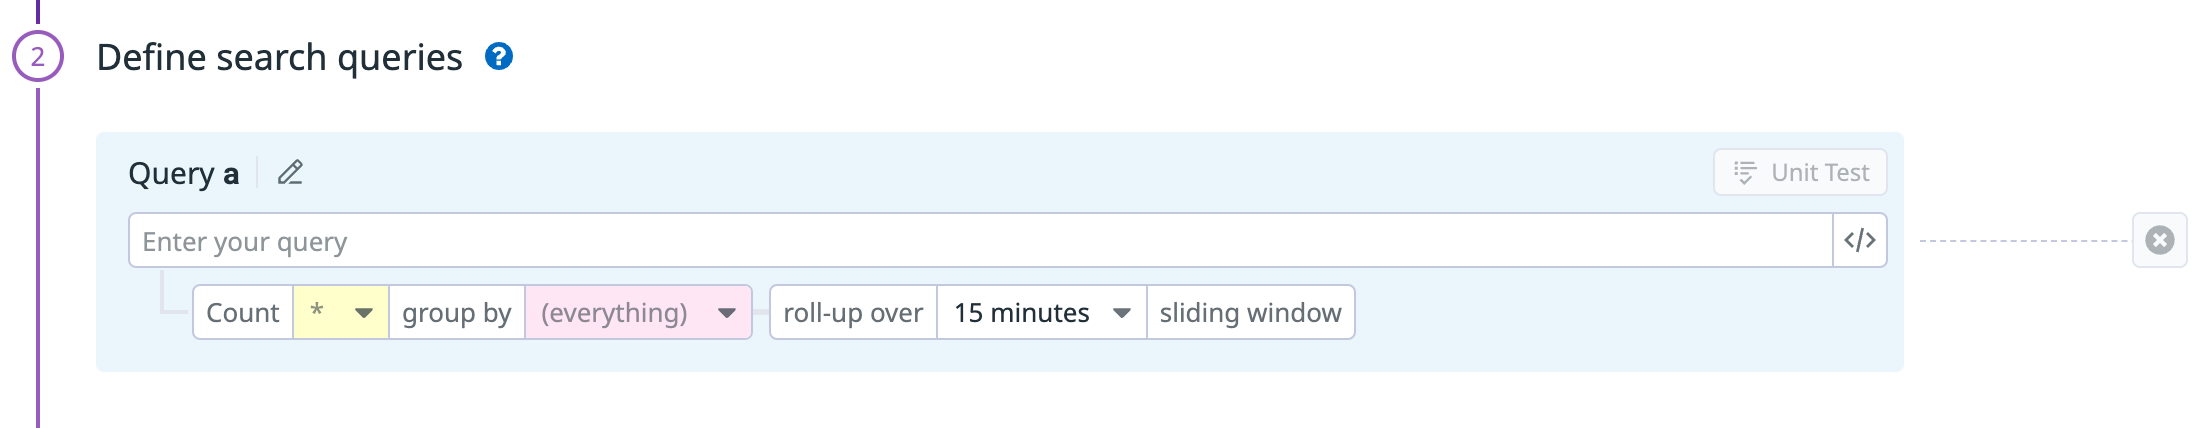 2 Define search queries ?
Query a
Unit Test
Enter your query </>
Count * group by (everything) roll-up over 15 minutes sliding window